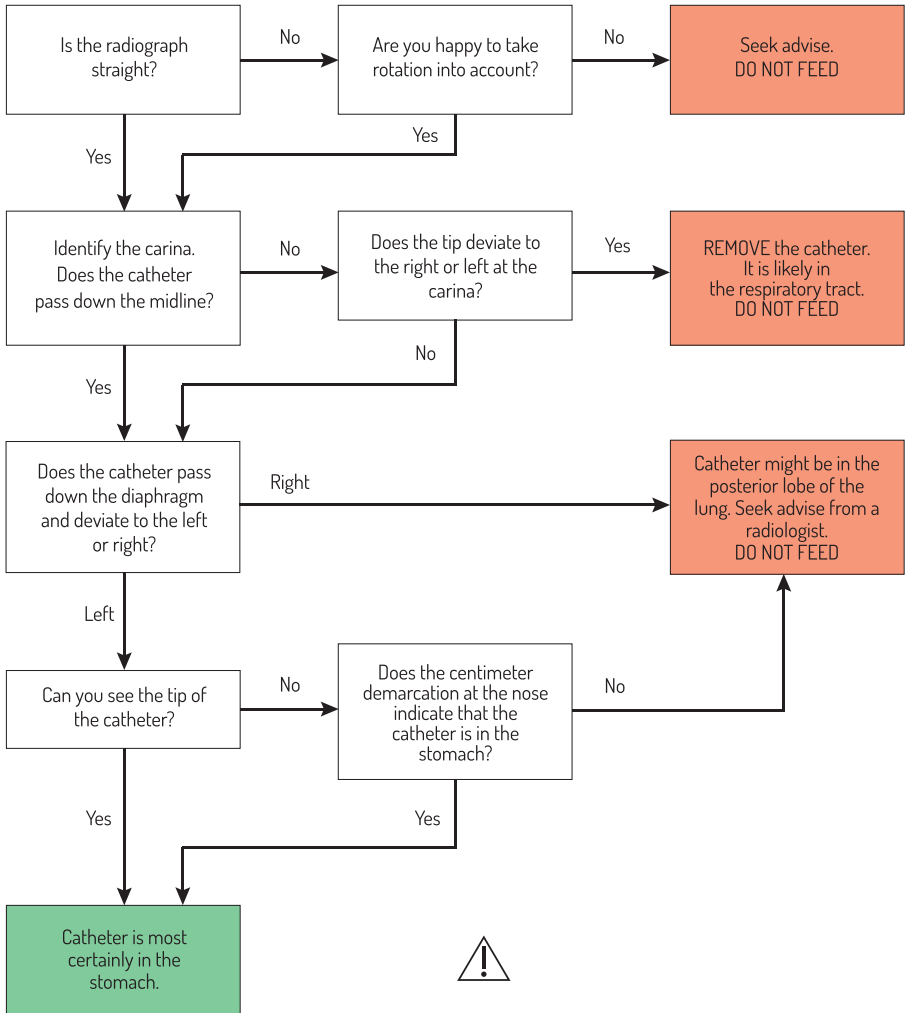 Is the radiograph
straight?
No
Are you happy to take
rotation into account?
No
Seek advise.
DO NOT FEED
Yes
Yes
Identify the carina.
Does the catheter
pass down the midline?
No
Does the tip deviate to
the right or left at the
carina?
Yes
REMOVE the catheter.
It is likely in
the respiratory tract.
DO NOT FEED
Yes
No
Does the catheter pass
down the diaphragm
and deviate to the left
or right?
Right
Catheter might be in the
posterior lobe of the
lung. Seek advise from a
radiologist.
DO NOT FEED
Left
Can you see the tip of
the catheter?
No
Does the centimeter
demarcation at the nose
indicate that the
catheter is in the
stomach?
No
Yes
Yes
Catheter is most
certainly in the
stomach.
!